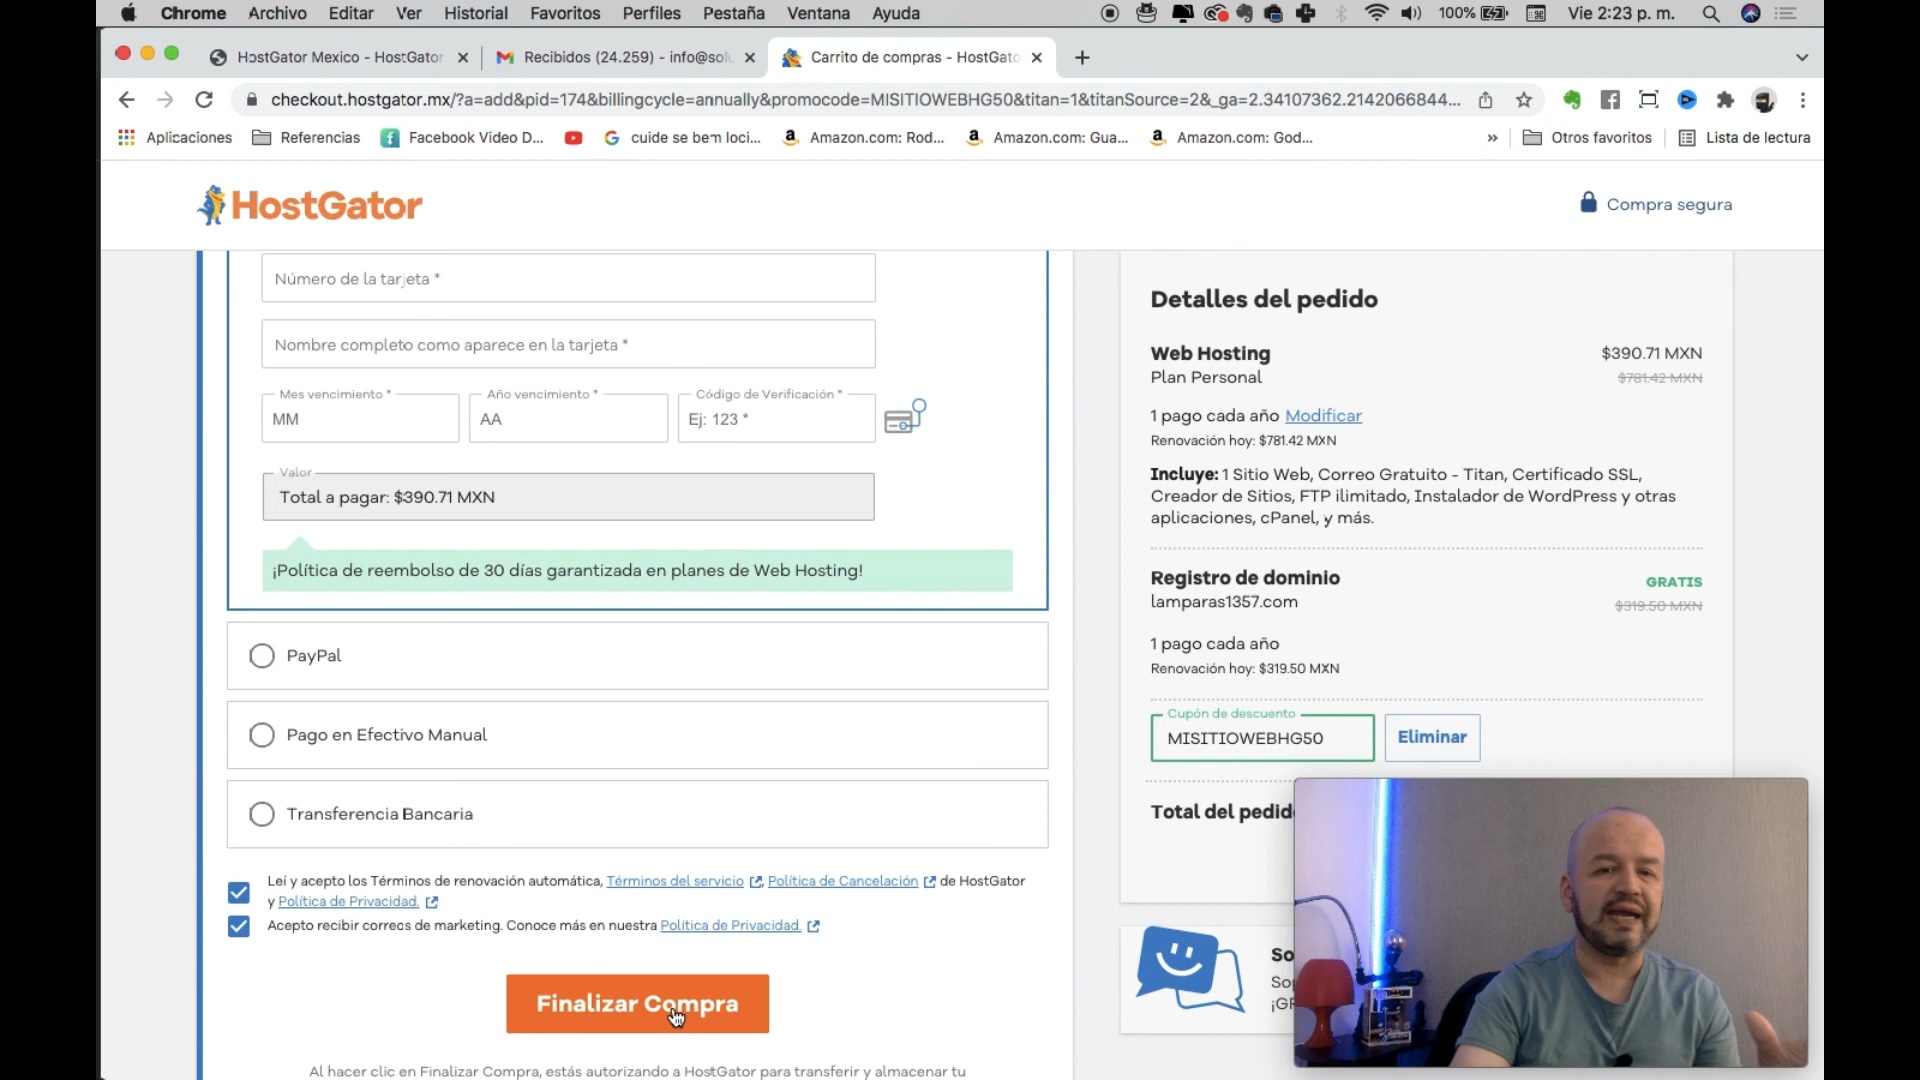 Chrome Archivo Editar Ver Historial Favoritos Perfiles Pestaña Ventana Ayuda 100% Vie 2:23 p. m.
HostGator Mexico - HostGator
Recibidos (24.259) - info@solu
Carrito de compras - HostGato
checkout.hostgator.mx/?a=add&pid=174&billingcycle=annually&promocode=MISITIOWEBHG50&titan=1&titanSource=2&_ga=2.34107362.2142066844...
Aplicaciones Referencias Facebook Video D... cuide se bem loci... Amazon.com: Rod... Amazon.com: Gua... Amazon.com: God... » Otros favoritos Lista de lectura
HostGator
Compra segura
Número de la tarjeta *
Nombre completo como aparece en la tarjeta *
Mes vencimiento *
MM
Año vencimiento *
AA
Código de Verificación *
Ej: 123 *
Valor
Total a pagar: $390.71 MXN
¡Política de reembolso de 30 días garantizada en planes de Web Hosting!
PayPal
Pago en Efectivo Manual
Transferencia Bancaria
Leí y acepto los Términos de renovación automática, Términos del servicio, Política de Cancelación de HostGator
y Política de Privacidad.
Acepto recibir correos de marketing. Conoce más en nuestra Política de Privacidad.
Finalizar Compra
Al hacer clic en Finalizar Compra, estás autorizando a HostGator para transferir y almacenar tu
Detalles del pedido
Web Hosting $390.71 MXN
Plan Personal $781.42 MXN
1 pago cada año Modificar
Renovación hoy: $781.42 MXN
Incluye: 1 Sitio Web, Correo Gratuito - Titan, Certificado SSL,
Creador de Sitios, FTP ilimitado, Instalador de WordPress y otras
aplicaciones, cPanel, y más.
Registro de dominio GRATIS
lamparas1357.com $319.50 MXN
1 pago cada año
Renovación hoy: $319.50 MXN
Cupón de descuento
MISITIOWEBHG50 Eliminar
Total del pedido
So
Sop
¡GR